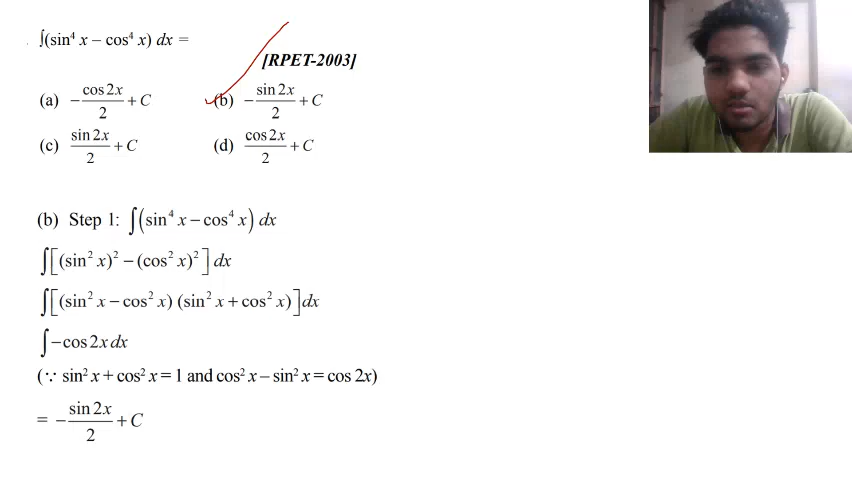 ∫(sin⁴ x – cos⁴ x) dx =
[RPET-2003]
(a) –cos 2x/2 + C (b) –sin 2x/2 + C
(c) sin 2x/2 + C (d) cos 2x/2 + C
(b) Step 1: ∫(sin⁴ x – cos⁴ x) dx
∫[(sin² x)² – (cos² x)²] dx
∫[(sin² x – cos² x) (sin² x + cos² x)] dx
∫ –cos 2x dx
(∵ sin² x + cos² x = 1 and cos² x – sin² x = cos 2x)
= –sin 2x/2 + C